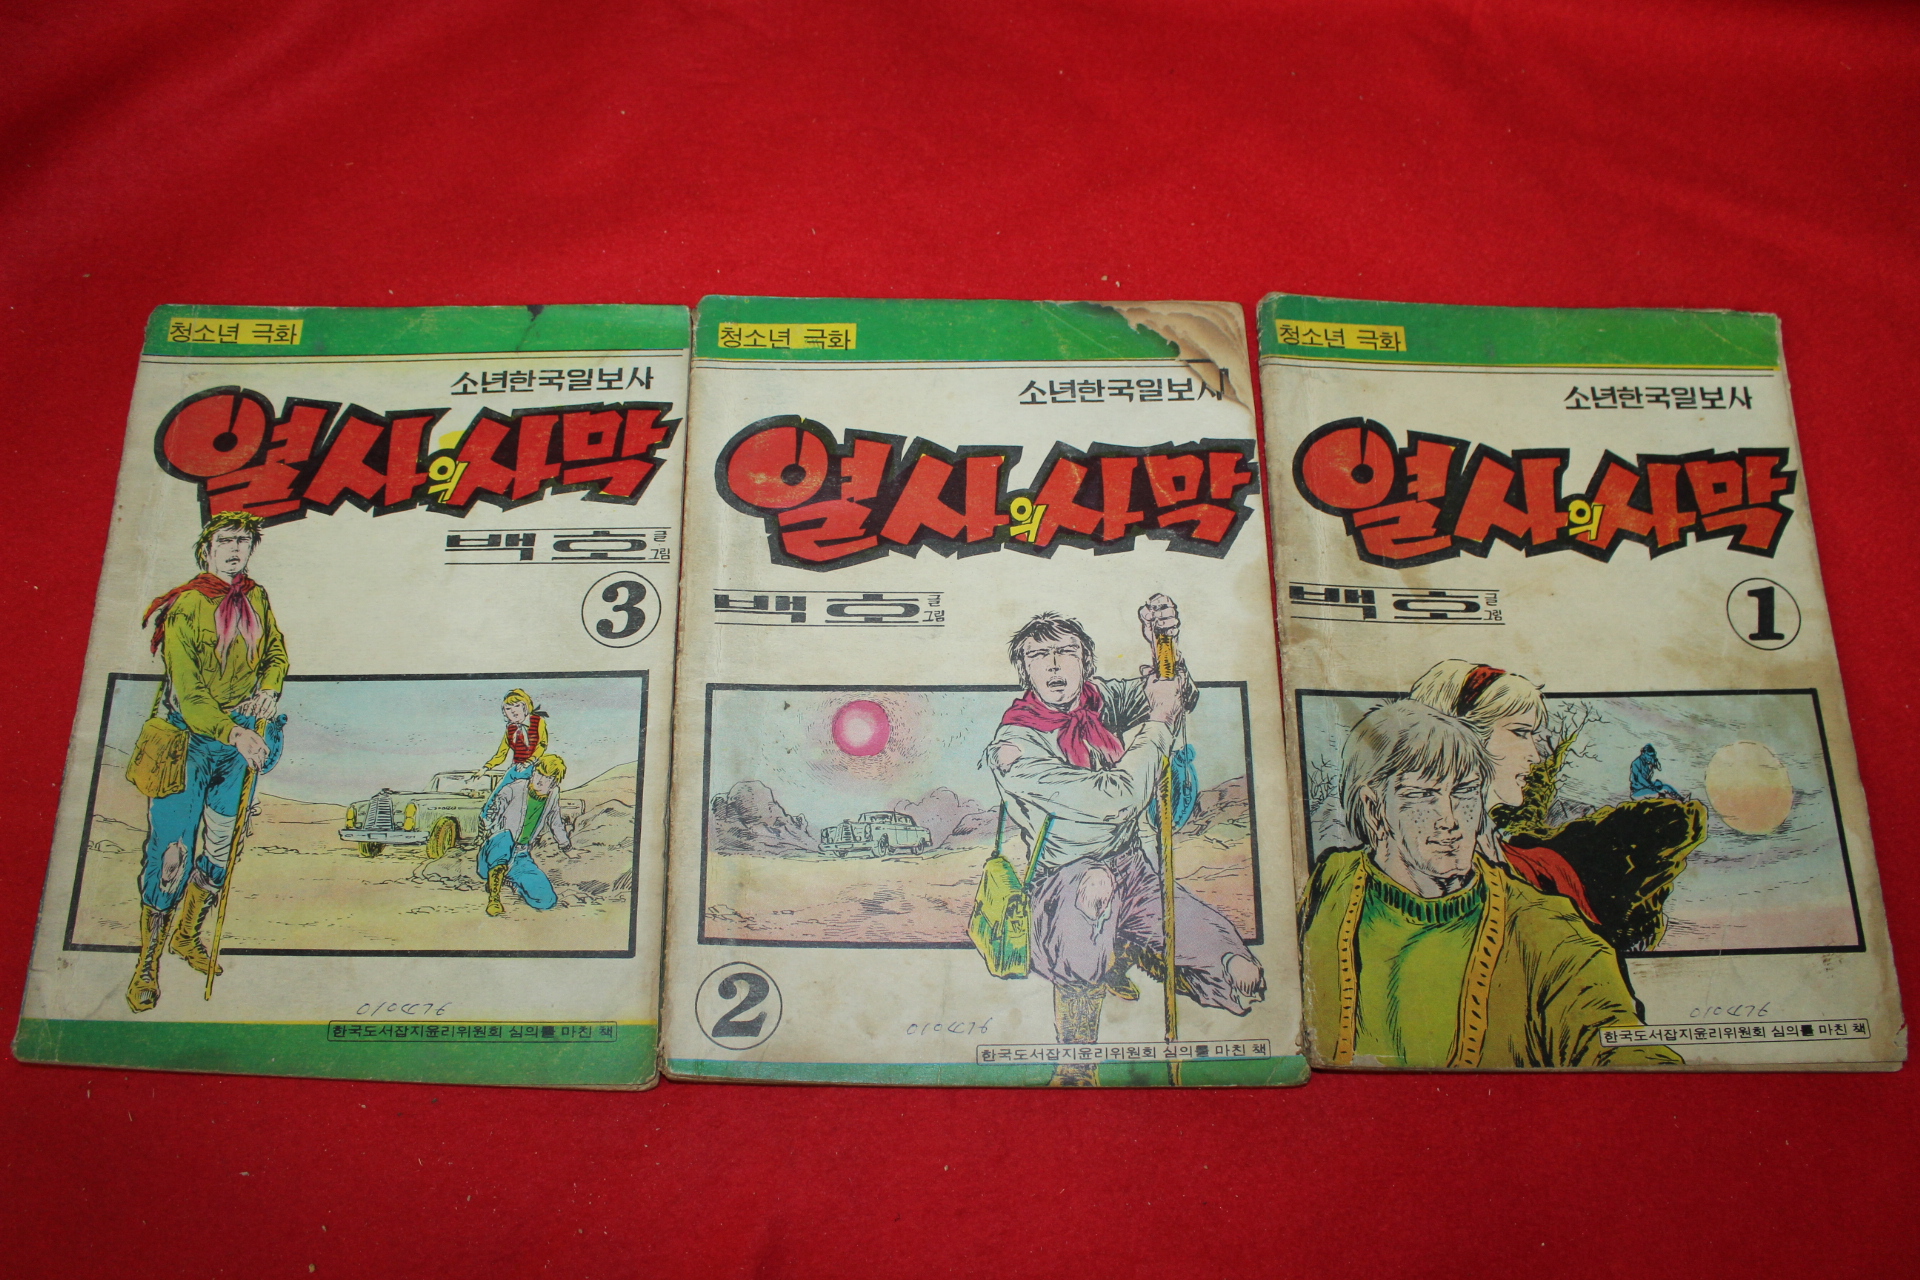 청소년 극화
소년한국일보사
열사의 사막
백호 글 그림
3
한국도서잡지윤리위원회 심의를 마친 책
청소년 극화
소년한국일보사
열사의 사막
백호 글 그림
2
한국도서잡지윤리위원회 심의를 마친 책
청소년 극화
소년한국일보사
열사의 사막
백호 글 그림
1
한국도서잡지윤리위원회 심의를 마친 책